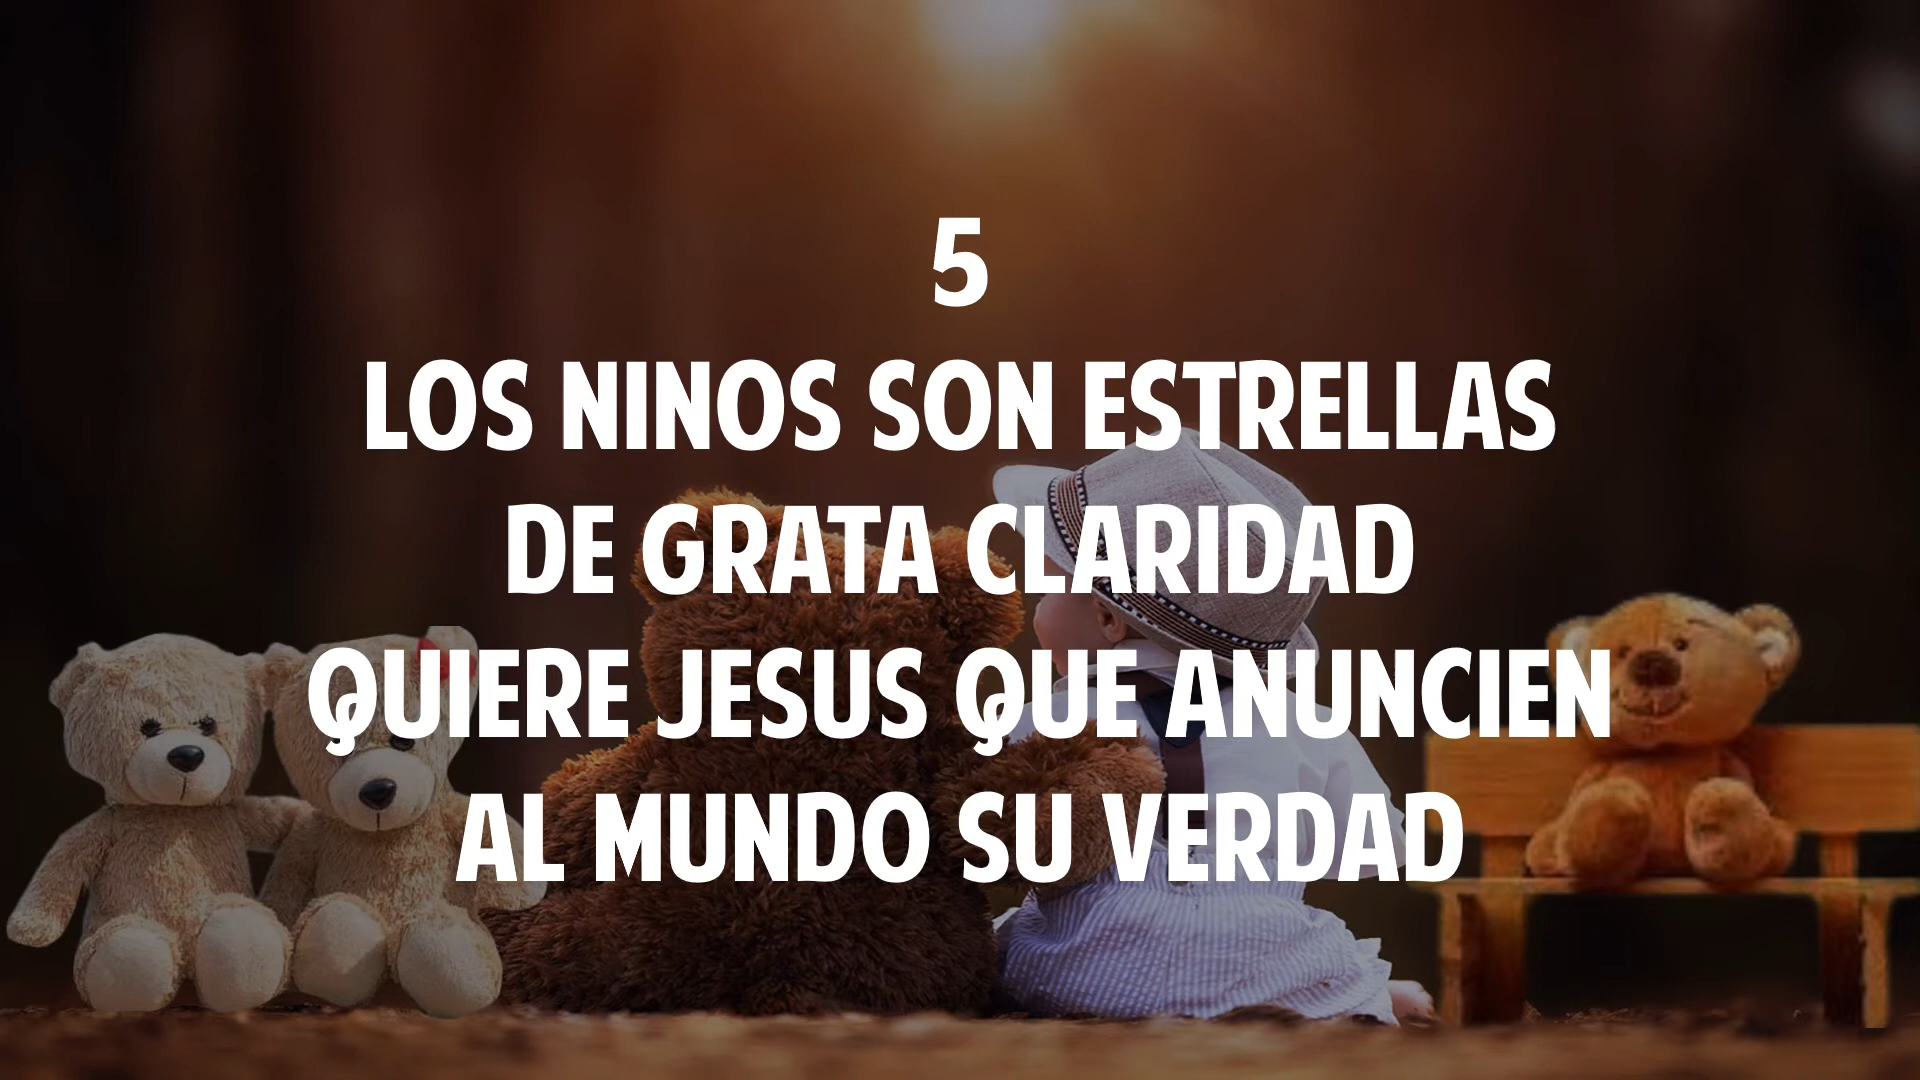 5
LOS NINOS SON ESTRELLAS
DE GRATA CLARIDAD
QUIERE JESUS QUE ANUNCIEN
AL MUNDO SU VERDAD